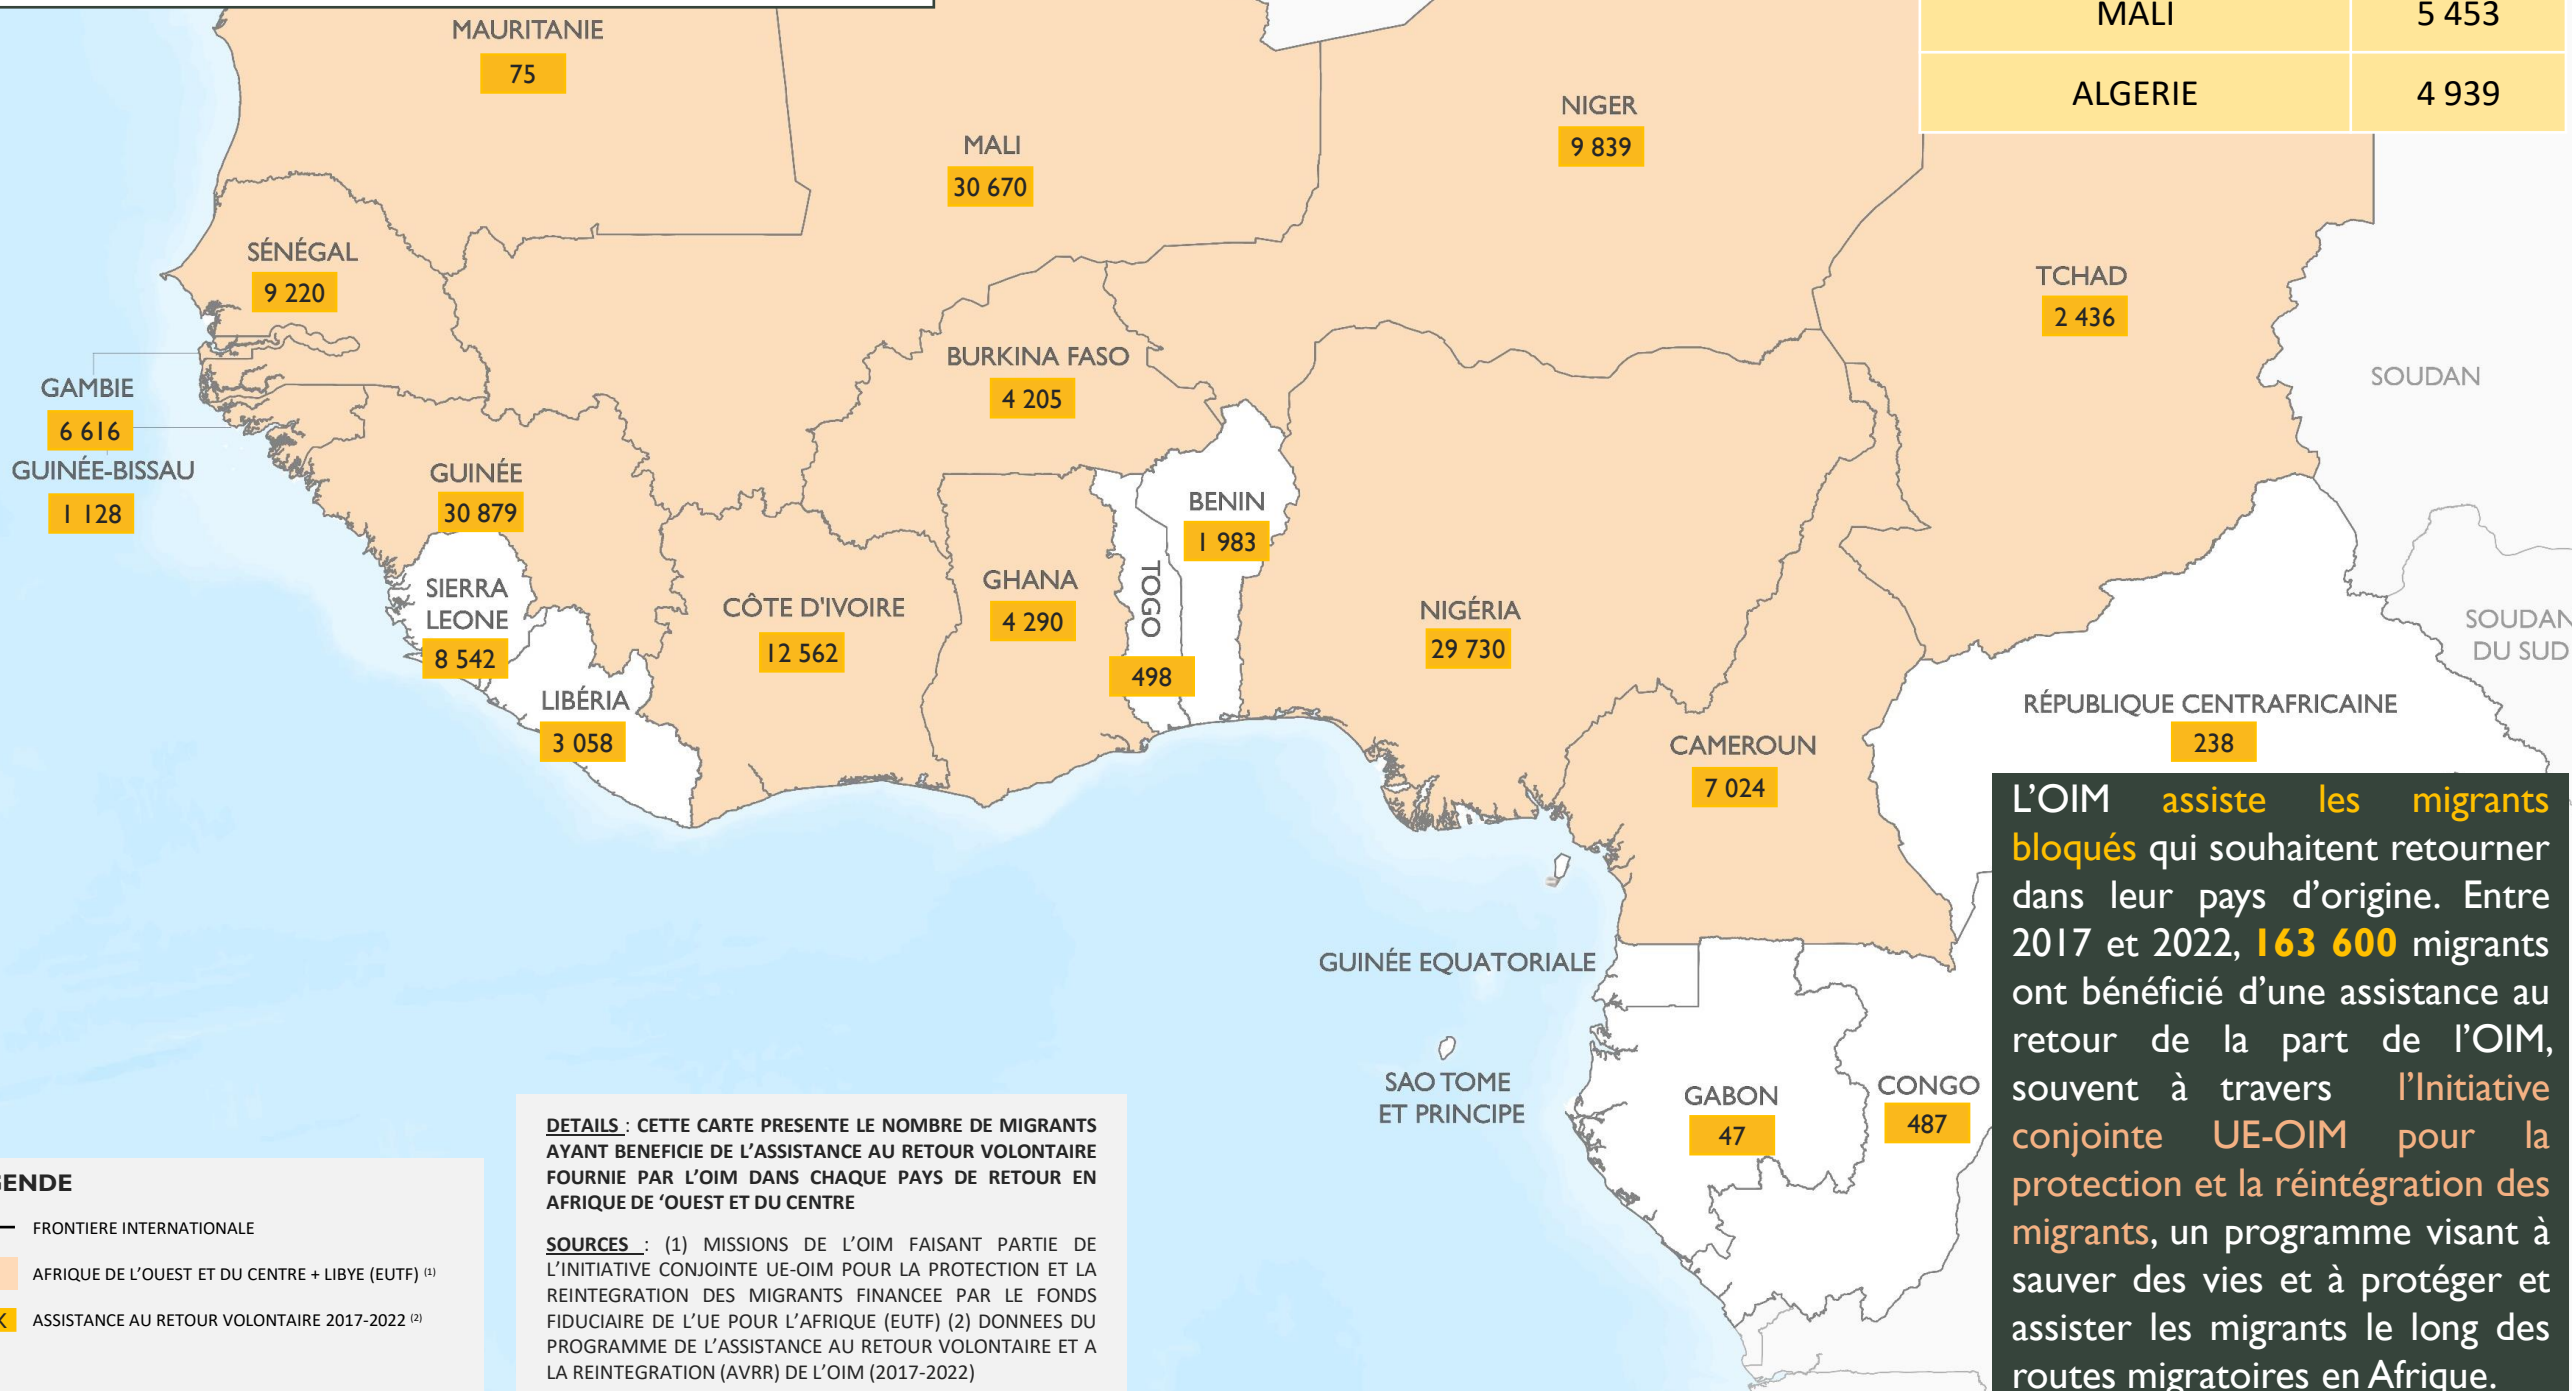 MALI 5 453
ALGERIE 4 939
MAURITANIE
75
MALI
30 670
NIGER
9 839
SÉNÉGAL
9 220
TCHAD
2 436
GAMBIE
6 616
GUINÉE-BISSAU
1 128
BURKINA FASO
4 205
SOUDAN
GUINÉE
30 879
BENIN
1 983
SIERRA
LEONE
8 542
CÔTE D'IVOIRE
12 562
GHANA
4 290
TOGO
498
NIGÉRIA
29 730
SOUDAN
DU SUD
LIBÉRIA
3 058
CAMEROUN
7 024
RÉPUBLIQUE CENTRAFRICAINE
238
GUINÉE EQUATORIALE
SAO TOME
ET PRINCIPE
GABON
47
CONGO
487
L’OIM assiste les migrants
bloqués qui souhaitent retourner
dans leur pays d’origine. Entre
2017 et 2022, 163 600 migrants
ont bénéficié d’une assistance au
retour de la part de l’OIM,
souvent à travers l’Initiative
conjointe UE-OIM pour la
protection et la réintégration des
migrants, un programme visant à
sauver des vies et à protéger et
assister les migrants le long des
routes migratoires en Afrique.
GENDE
FRONTIERE INTERNATIONALE
AFRIQUE DE L’OUEST ET DU CENTRE + LIBYE (EUTF) (1)
X ASSISTANCE AU RETOUR VOLONTAIRE 2017-2022 (2)
DETAILS : CETTE CARTE PRESENTE LE NOMBRE DE MIGRANTS
AYANT BENEFICIE DE L’ASSISTANCE AU RETOUR VOLONTAIRE
FOURNIE PAR L’OIM DANS CHAQUE PAYS DE RETOUR EN
AFRIQUE DE ‘OUEST ET DU CENTRE
SOURCES : (1) MISSIONS DE L’OIM FAISANT PARTIE DE
L’INITIATIVE CONJOINTE UE-OIM POUR LA PROTECTION ET LA
REINTEGRATION DES MIGRANTS FINANCEE PAR LE FONDS
FIDUCIAIRE DE L’UE POUR L’AFRIQUE (EUTF) (2) DONNEES DU
PROGRAMME DE L’ASSISTANCE AU RETOUR VOLONTAIRE ET A
LA REINTEGRATION (AVRR) DE L’OIM (2017-2022)